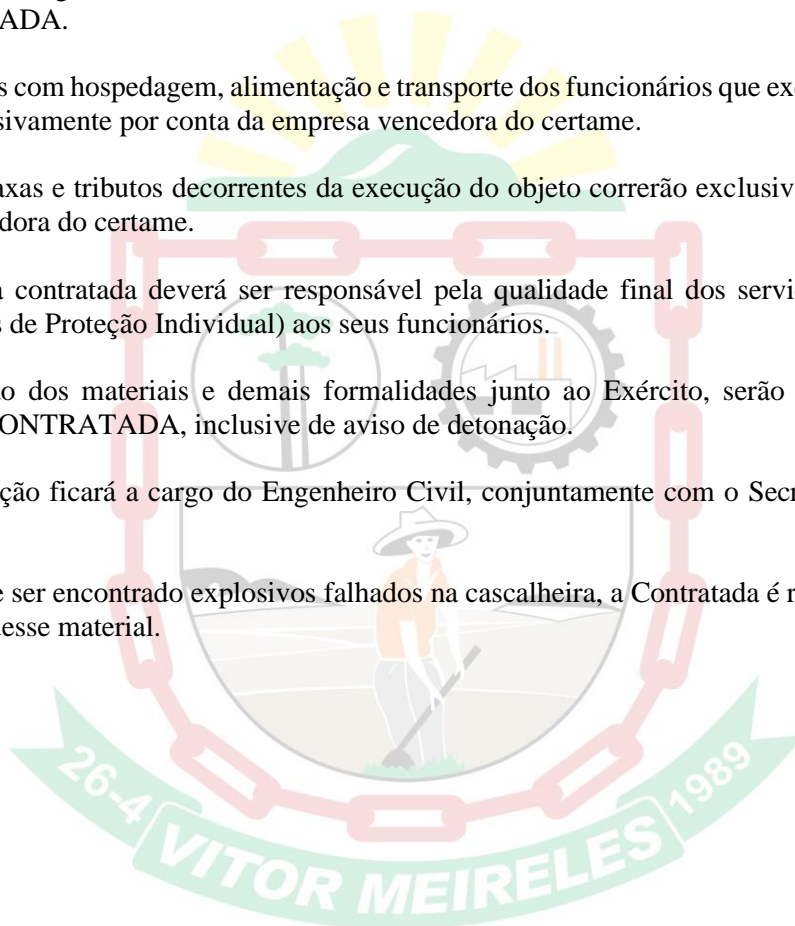 ADA.
s com hospedagem, alimentação e transporte dos funcionários que exe
sivamente por conta da empresa vencedora do certame.
axas e tributos decorrentes da execução do objeto correrão exclusiv
dora do certame.
a contratada deverá ser responsável pela qualidade final dos servi
s de Proteção Individual) aos seus funcionários.
o dos materiais e demais formalidades junto ao Exército, serão
ONTRATADA, inclusive de aviso de detonação.
ção ficará a cargo do Engenheiro Civil, conjuntamente com o Secr
e ser encontrado explosivos falhados na cascalheira, a Contratada é r
desse material.
26-4 VITOR MEIRELES 1989